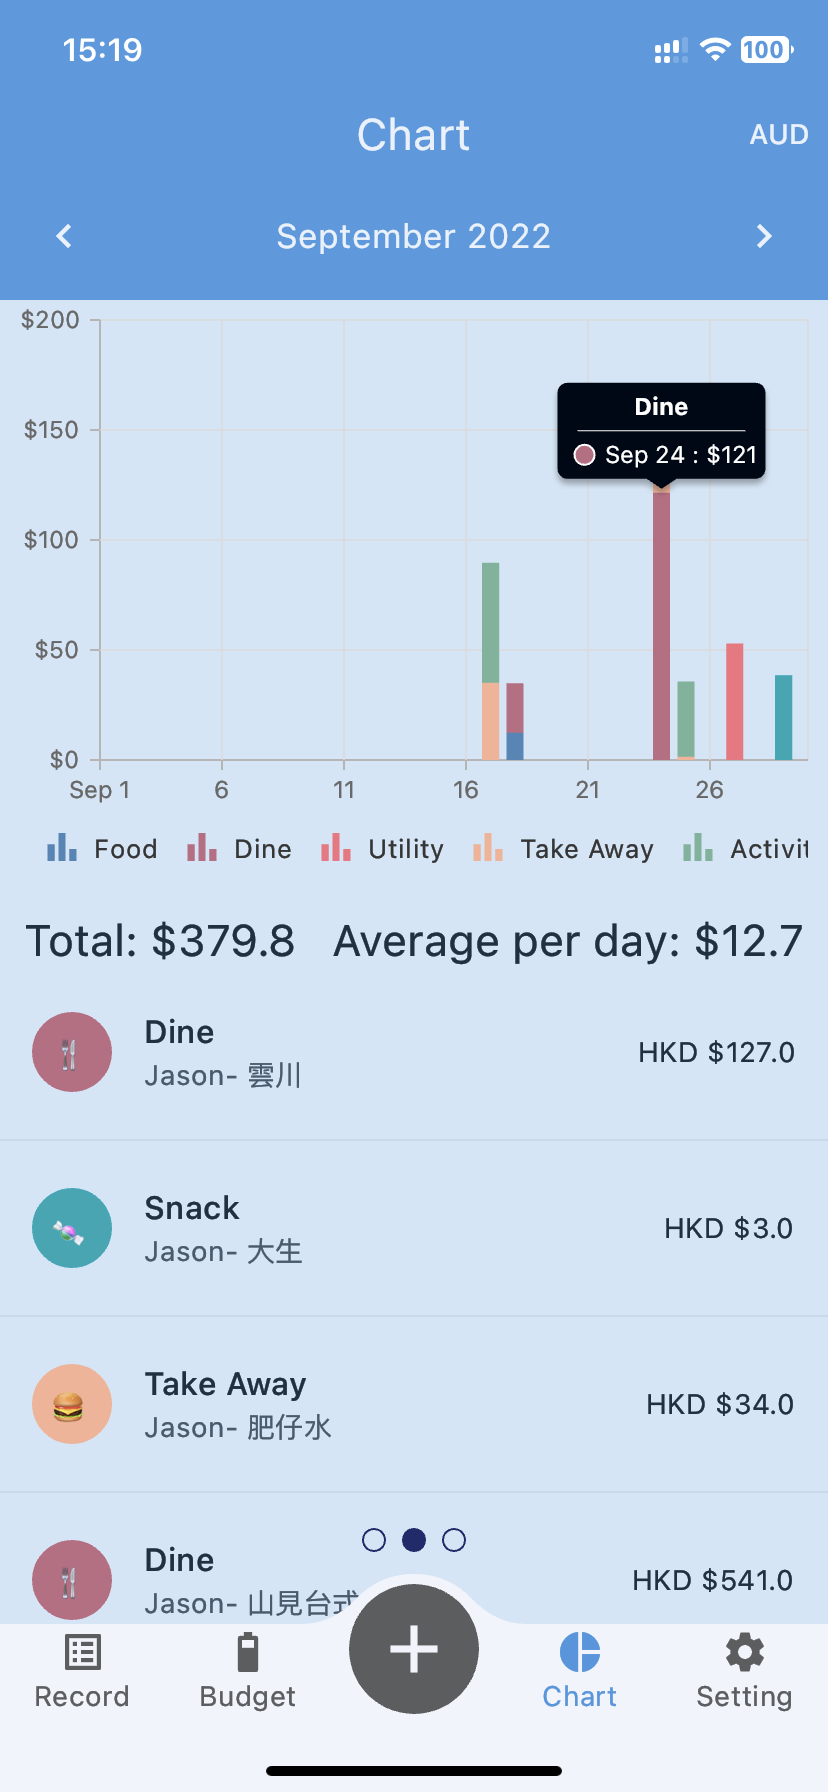 15:19
100
Chart
AUD
September 2022
$200
$150
$100
$50
$0
Dine
Sep 24 : $121
Sep 1 6 11 16 21 26
Food Dine Utility Take Away Activit
Total: $379.8 Average per day: $12.7
Dine
Jason- 雲川
HKD $127.0
Snack
Jason- 大生
HKD $3.0
Take Away
Jason- 肥仔水
HKD $34.0
Dine
Jason- 山見台式
HKD $541.0
Record Budget Chart Setting